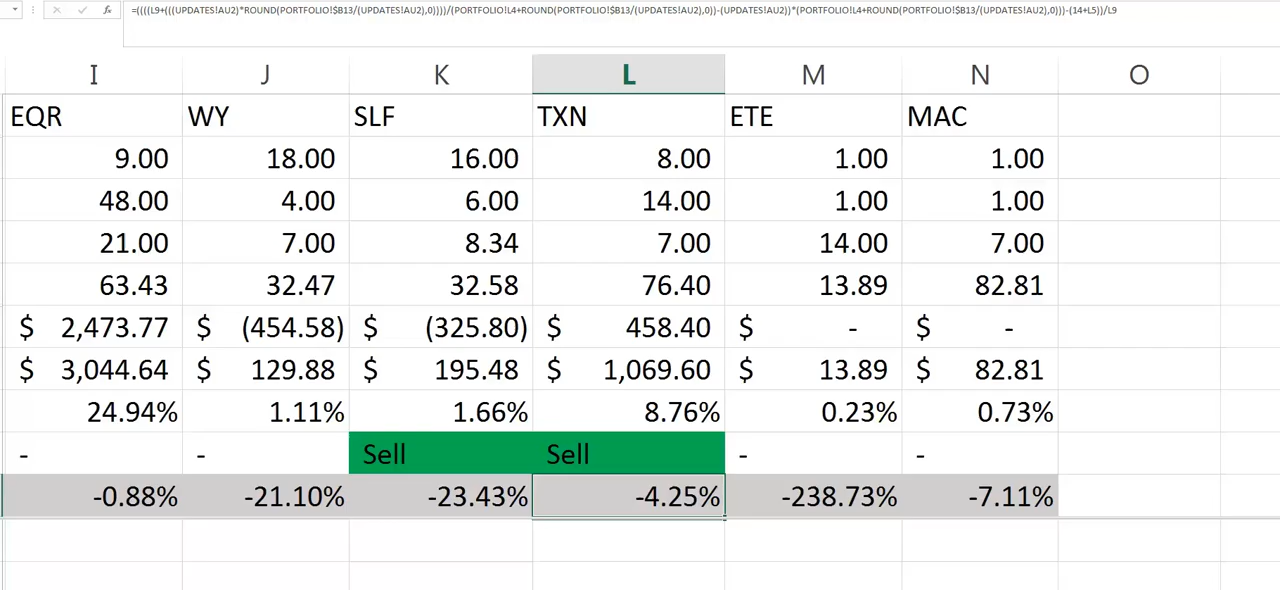 =((((L9+(((UPDATES!AU2)*ROUND(PORTFOLIO!$B13/(UPDATES!AU2),0))))/(PORTFOLIO!L4+ROUND(PORTFOLIO!$B13/(UPDATES!AU2),0))-(UPDATES!AU2))*(PORTFOLIO!L4+ROUND(PORTFOLIO!$B13/(UPDATES!AU2),0)))-(14+L5))/L9
I J K L M N O
EQR WY SLF TXN ETE MAC
9.00 18.00 16.00 8.00 1.00 1.00
48.00 4.00 6.00 14.00 1.00 1.00
21.00 7.00 8.34 7.00 14.00 7.00
63.43 32.47 32.58 76.40 13.89 82.81
$ 2,473.77 $ (454.58) $ (325.80) $ 458.40 $ - $ -
$ 3,044.64 $ 129.88 $ 195.48 $ 1,069.60 $ 13.89 $ 82.81
24.94% 1.11% 1.66% 8.76% 0.23% 0.73%
- - Sell Sell - -
-0.88% -21.10% -23.43% -4.25% -238.73% -7.11%